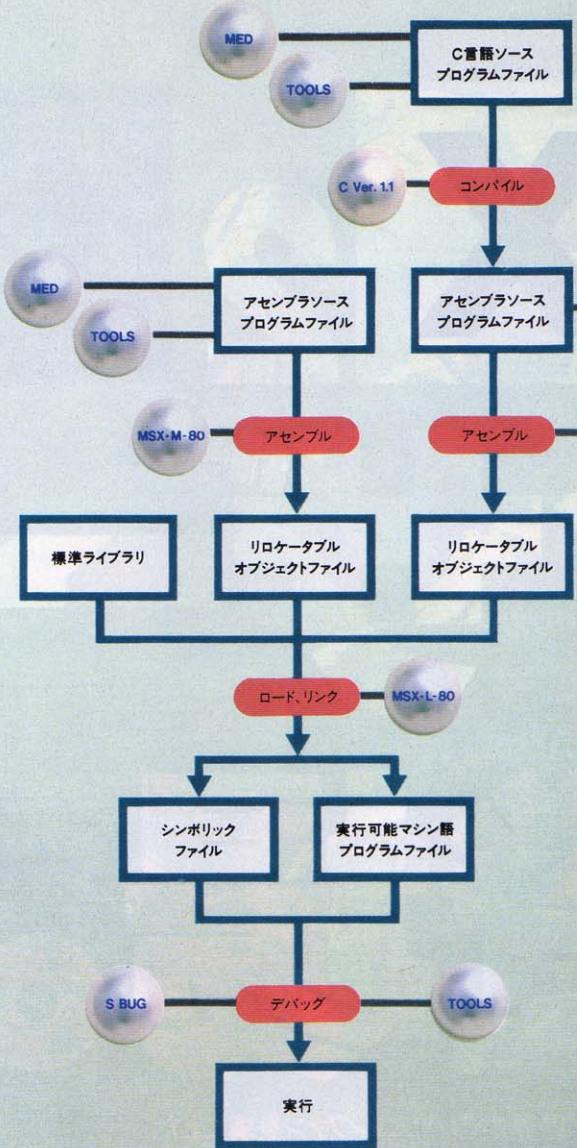 MED
C言語ソース
プログラムファイル
TOOLS
C Ver. 1.1
コンパイル
MED
アセンブラソース
プログラムファイル
アセンブラソース
プログラムファイル
TOOLS
MSX・M-80
アセンブル
アセンブル
標準ライブラリ
リロケータブル
オブジェクトファイル
リロケータブル
オブジェクトファイル
ロード、リンク
MSX・L-80
シンボリック
ファイル
実行可能マシン語
プログラムファイル
S BUG
デバッグ
TOOLS
実行